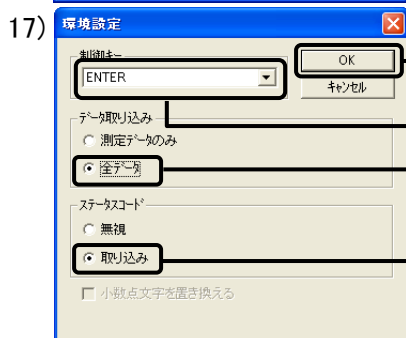 17)
環境設定
制御キー
ENTER
OK
キャンセル
データ取り込み
測定データのみ
全データ
ステータスコード
無視
取り込み
小数点文字を置き換える